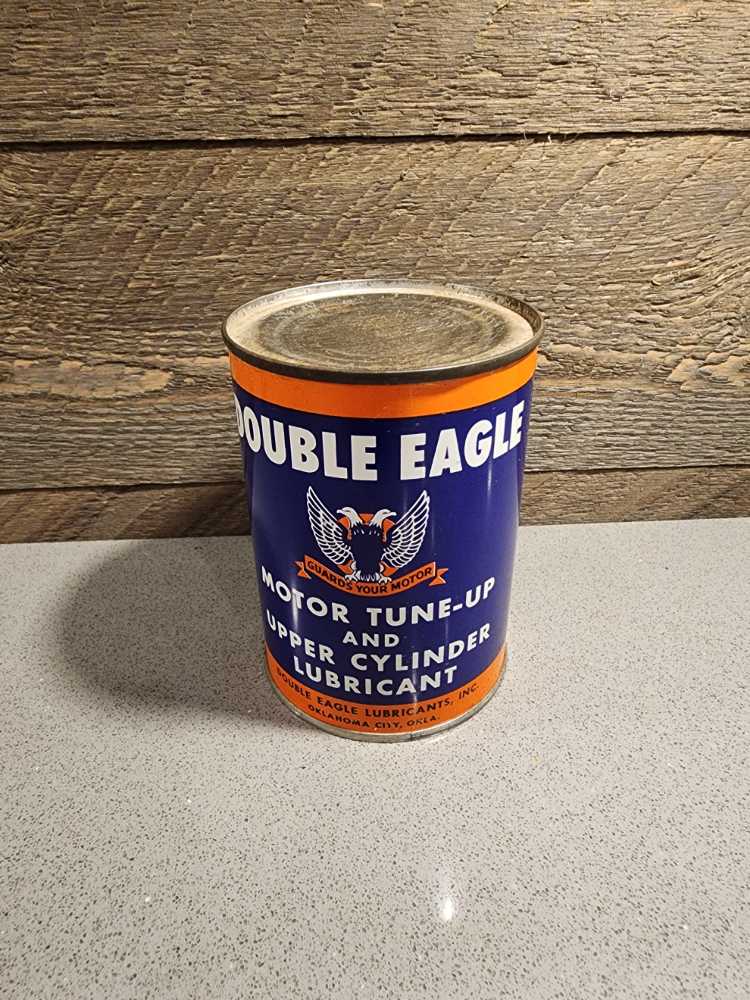 DOUBLE EAGLE
GUARDS YOUR MOTOR
MOTOR TUNE-UP
AND
UPPER CYLINDER
LUBRICANT
DOUBLE EAGLE LUBRICANTS, INC.
OKLAHOMA CITY, OKLA.